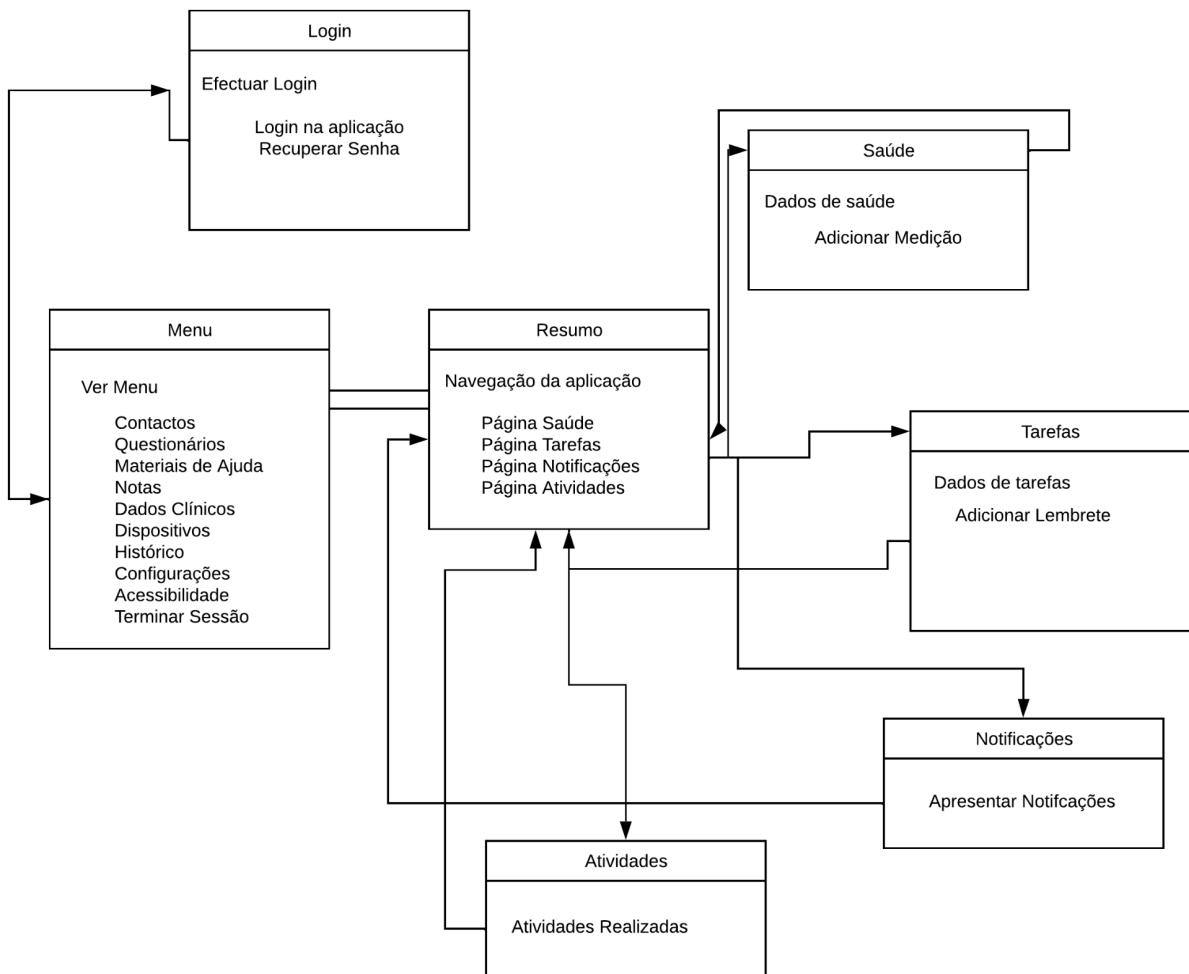 Login
Efectuar Login
Login na aplicação
Recuperar Senha
Saúde
Dados de saúde
Adicionar Medição
Menu
Ver Menu
Contactos
Questionários
Materiais de Ajuda
Notas
Dados Clínicos
Dispositivos
Histórico
Configurações
Acessibilidade
Terminar Sessão
Resumo
Navegação da aplicação
Página Saúde
Página Tarefas
Página Notificações
Página Atividades
Tarefas
Dados de tarefas
Adicionar Lembrete
Notificações
Apresentar Notifcações
Atividades
Atividades Realizadas